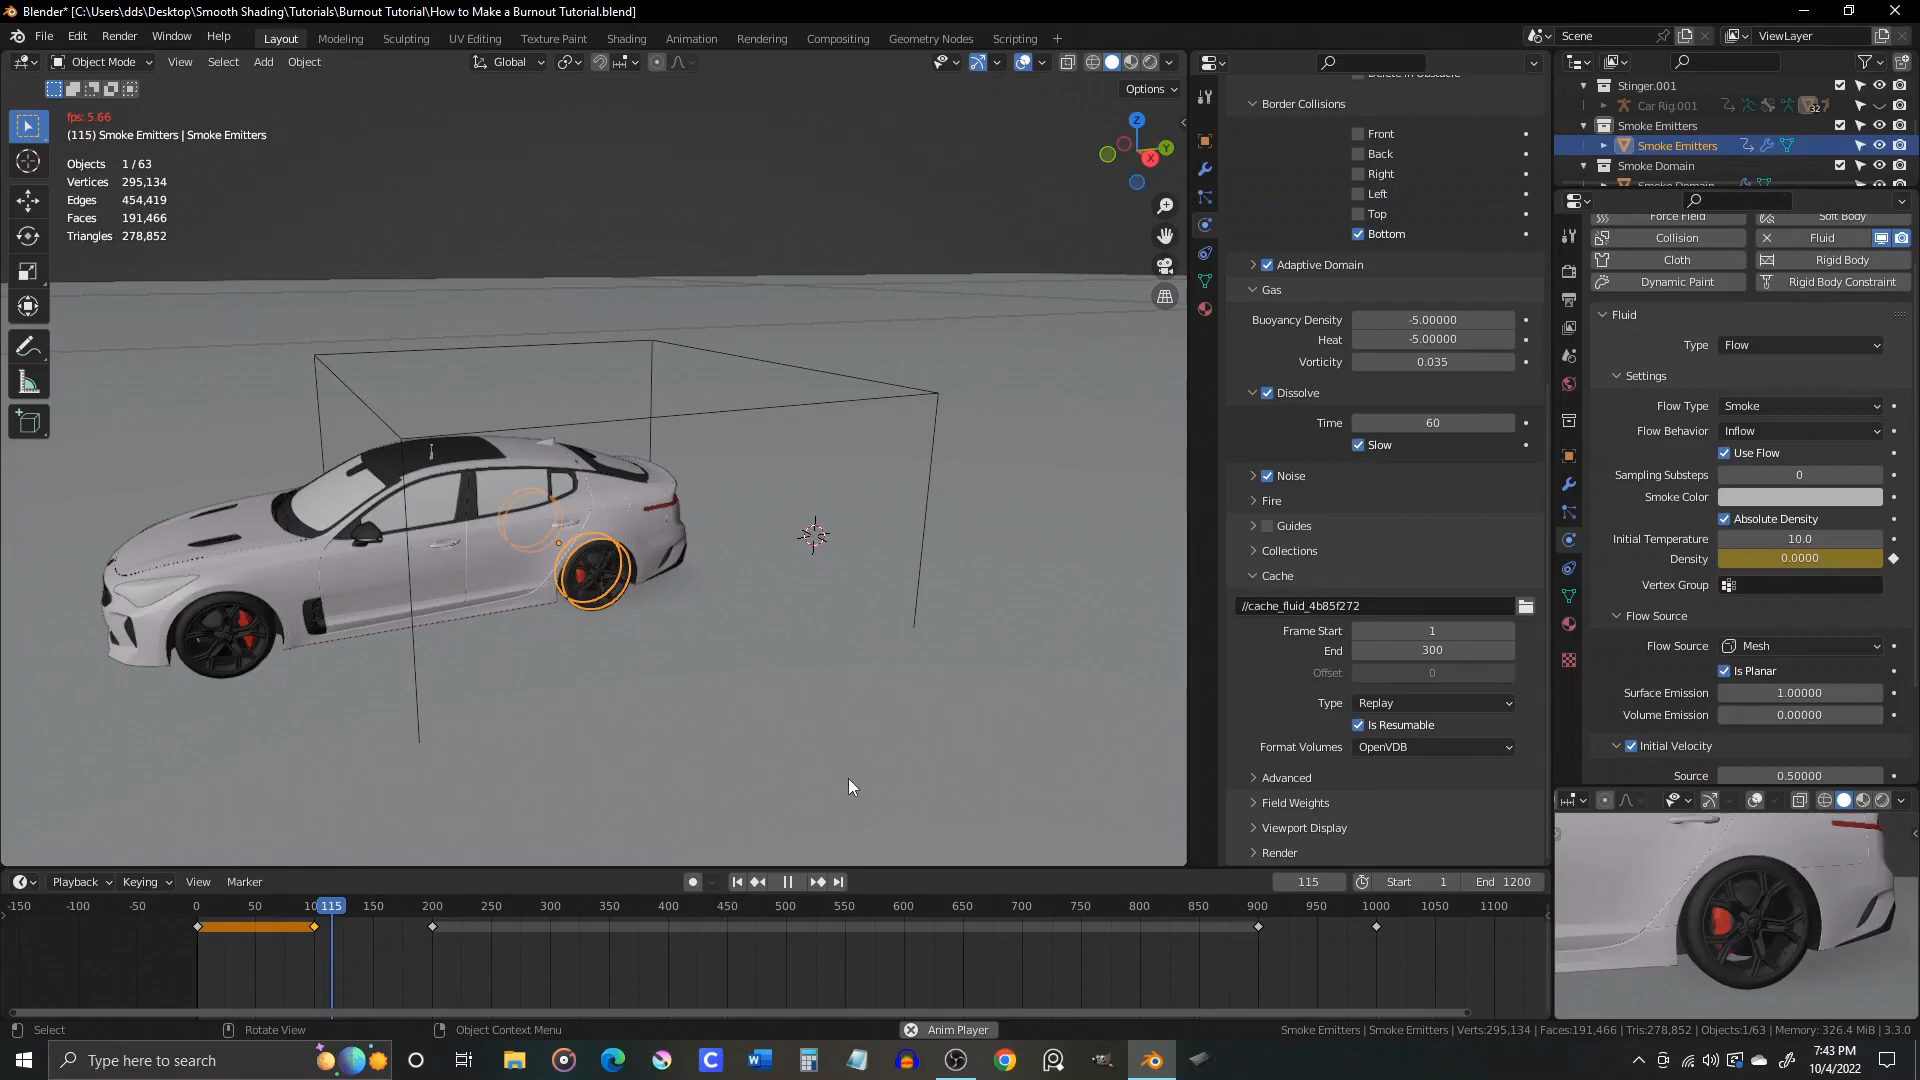 Blender* [C:\Users\dds\Desktop\Smooth Shading\Tutorials\Burnout Tutorial\How to Make a Burnout Tutorial.blend]
File Edit Render Window Help Layout Modeling Sculpting UV Editing Texture Paint Shading Animation Rendering Compositing Geometry Nodes Scripting + Scene ViewLayer
Object Mode View Select Add Object Global
Options
fps: 5.66
(115) Smoke Emitters | Smoke Emitters
Objects 1 / 63
Vertices 295,134
Edges 454,419
Faces 191,466
Triangles 278,852
Z
Y
X
Delete in Obstacle
Border Collisions
Front
Back
Right
Left
Top
Bottom
Adaptive Domain
Gas
Buoyancy Density -5.00000
Heat -5.00000
Vorticity 0.035
Dissolve
Time 60
Slow
Noise
Fire
Guides
Collections
Cache
//cache_fluid_4b85f272
Frame Start 1
End 300
Offset 0
Type Replay
Is Resumable
Format Volumes OpenVDB
Advanced
Field Weights
Viewport Display
Render
Stinger.001
Car Rig.001 32
Smoke Emitters
Smoke Emitters
Smoke Domain
Smoke Domain
Force Field Soft Body
Collision Fluid
Cloth Rigid Body
Dynamic Paint Rigid Body Constraint
Fluid
Type Flow
Settings
Flow Type Smoke
Flow Behavior Inflow
Use Flow
Sampling Substeps 0
Smoke Color
Absolute Density
Initial Temperature 10.0
Density 0.0000
Vertex Group
Flow Source
Flow Source Mesh
Is Planar
Surface Emission 1.00000
Volume Emission 0.00000
Initial Velocity
Source 0.50000
Playback Keying View Marker 115 Start 1 End 1200
-150 -100 -50 0 50 10 115 150 200 250 300 350 400 450 500 550 600 650 700 750 800 850 900 950 1000 1050 1100
Select Rotate View Object Context Menu Anim Player Smoke Emitters | Smoke Emitters | Verts:295,134 | Faces:191,466 | Tris:278,852 | Objects:1/63 | Memory: 326.4 MiB | 3.3.0
Type here to search
7:43 PM
10/4/2022